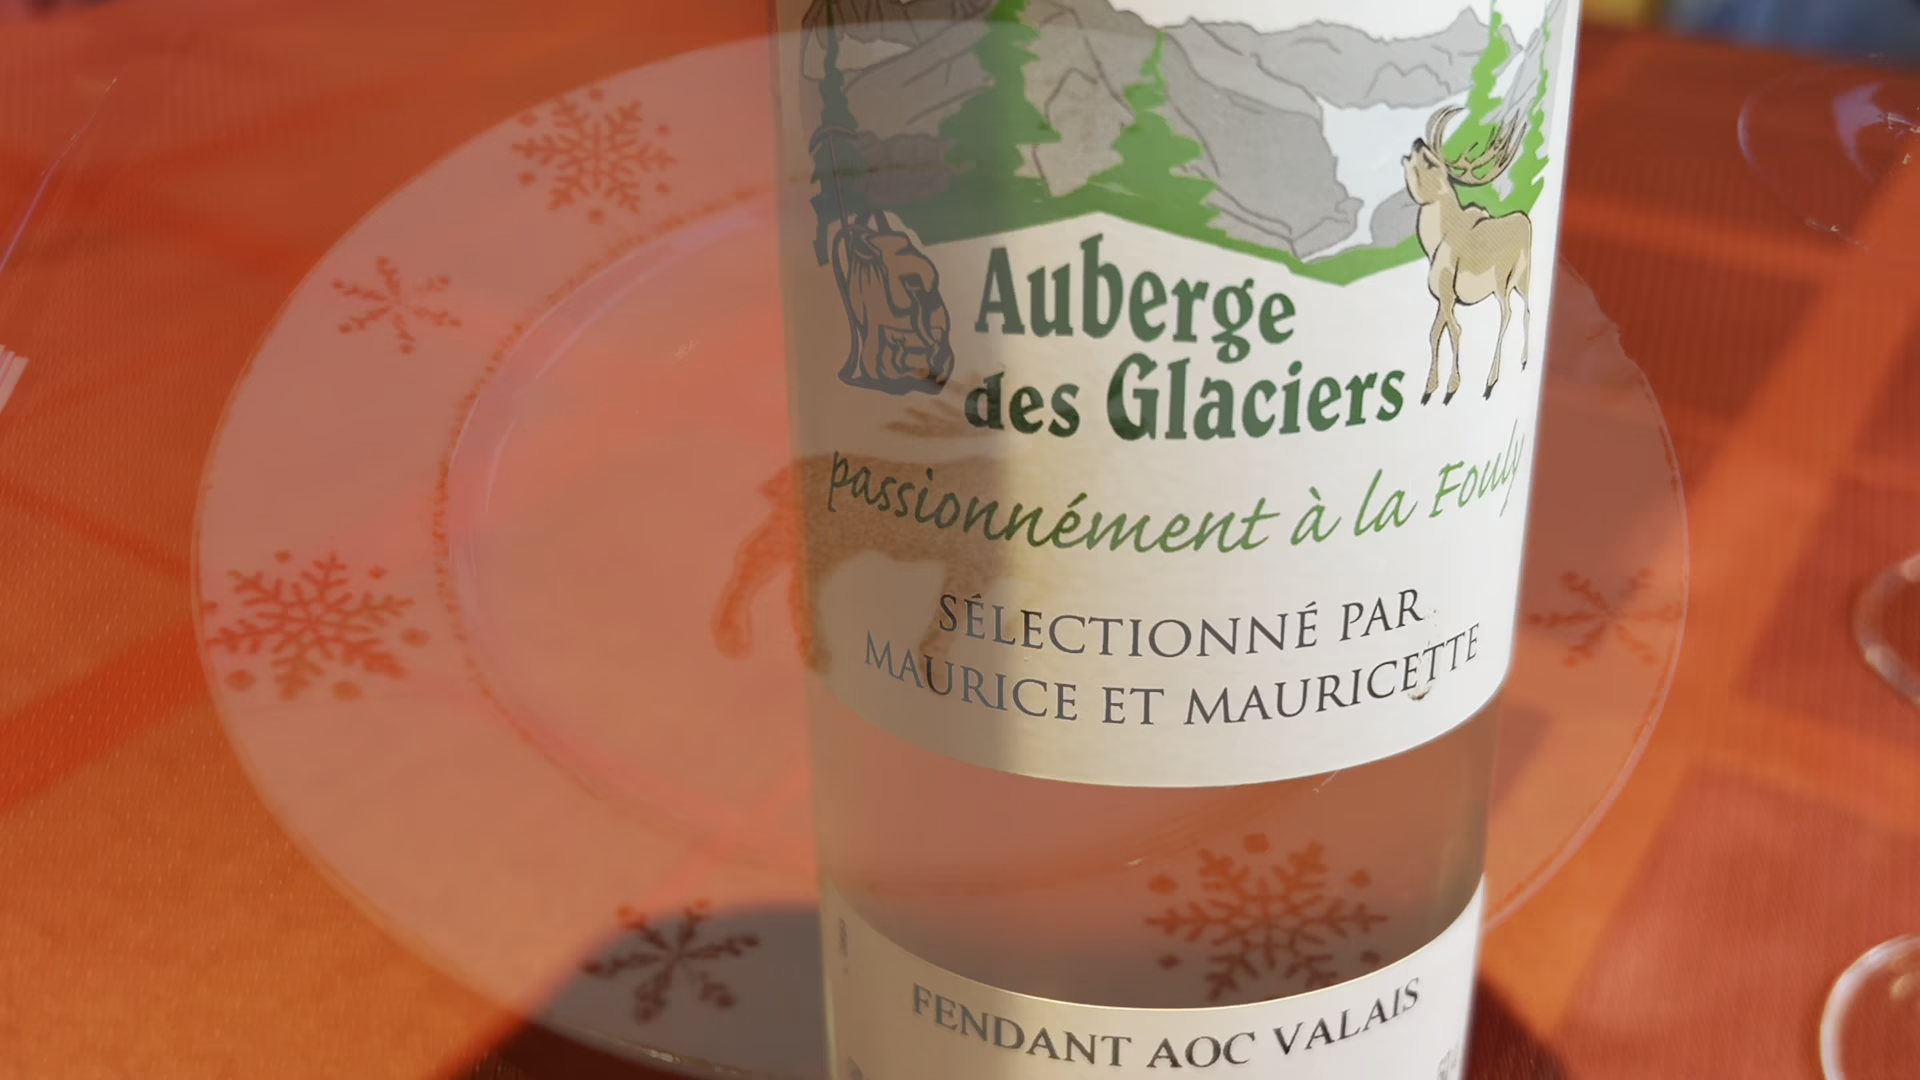 Auberge
des Glaciers
passionnément à la Fouly
SÉLECTIONNÉ PAR
MAURICE ET MAURICETTE
FENDANT AOC VALAIS